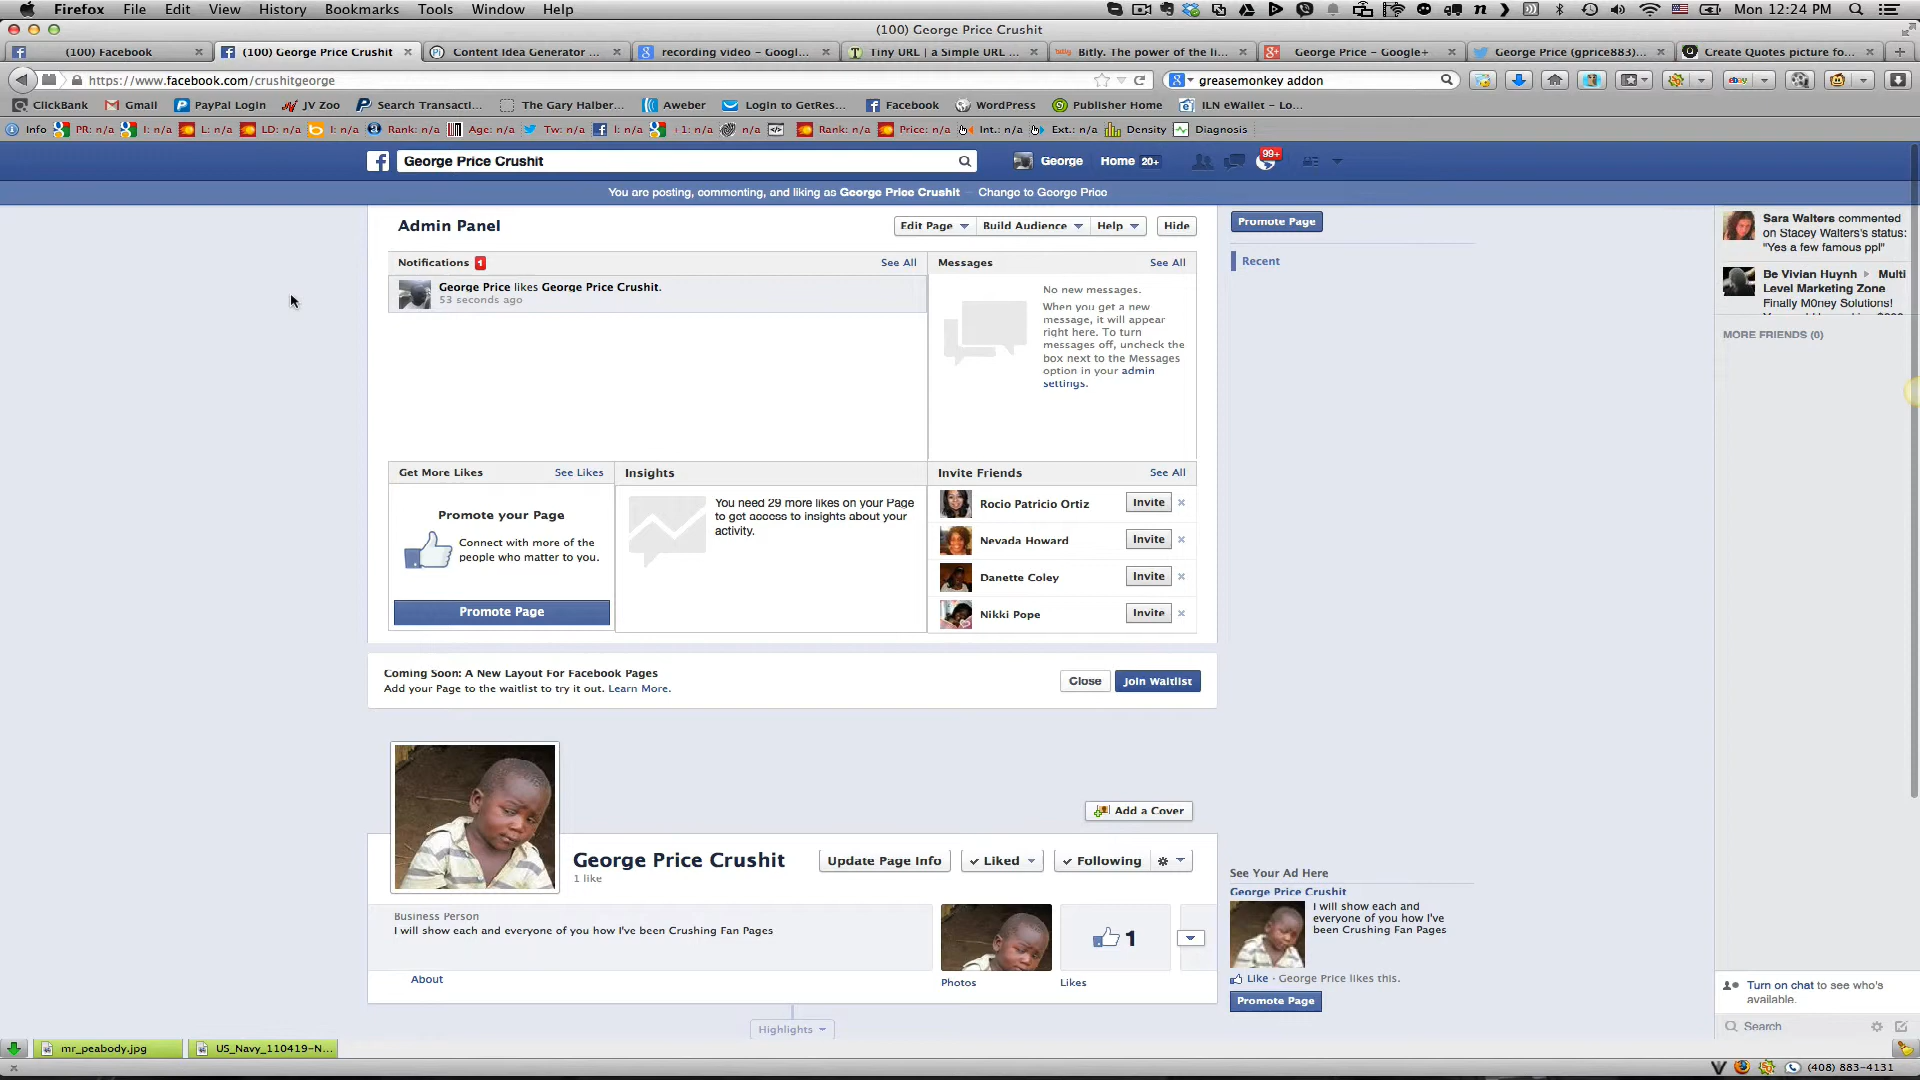 Firefox File Edit View History Bookmarks Tools Window Help Mon 12:24 PM
(100) George Price Crushit
(100) Facebook (100) George Price Crushit Content Idea Generator ... recording video – Googl... Tiny URL | a Simple URL ... Bitly. The power of the li... George Price – Google+ George Price (gprice883)... Create Quotes picture fo...
https://www.facebook.com/crushitgeorge greasemonkey addon
ClickBank Gmail PayPal Login JV Zoo Search Transacti... The Gary Halber... Aweber Login to GetRes... Facebook WordPress Publisher Home ILN eWallet – Lo...
Info PR: n/a I: n/a L: n/a LD: n/a I: n/a Rank: n/a Age: n/a Tw: n/a I: n/a +1: n/a n/a Rank: n/a Price: n/a Int.: n/a Ext.: n/a Density Diagnosis
George Price Crushit George Home 20+ 99+
You are posting, commenting, and liking as George Price Crushit – Change to George Price
Admin Panel Edit Page Build Audience Help Hide
Notifications 1 See All
George Price likes George Price Crushit.
53 seconds ago
Messages See All
No new messages.
When you get a new
message, it will appear
right here. To turn
messages off, uncheck the
box next to the Messages
option in your admin
settings.
Get More Likes See Likes
Promote your Page
Connect with more of the
people who matter to you.
Promote Page
Insights
You need 29 more likes on your Page
to get access to insights about your
activity.
Invite Friends See All
Rocio Patricio Ortiz Invite
Nevada Howard Invite
Danette Coley Invite
Nikki Pope Invite
Coming Soon: A New Layout For Facebook Pages
Add your Page to the waitlist to try it out. Learn More.
Close Join Waitlist
Add a Cover
George Price Crushit
1 like
Update Page Info Liked Following
Business Person
I will show each and everyone of you how I've been Crushing Fan Pages
About
Photos
1
Likes
Highlights
Promote Page
Recent
See Your Ad Here
George Price Crushit
I will show each and
everyone of you how I've
been Crushing Fan Pages
Like · George Price likes this.
Promote Page
Sara Walters commented
on Stacey Walters's status:
"Yes a few famous ppl"
Be Vivian Huynh Multi
Level Marketing Zone
Finally M0ney Solutions!
MORE FRIENDS (0)
Turn on chat to see who's
available.
Search
mr_peabody.jpg US_Navy_110419-N...
(408) 883-4131